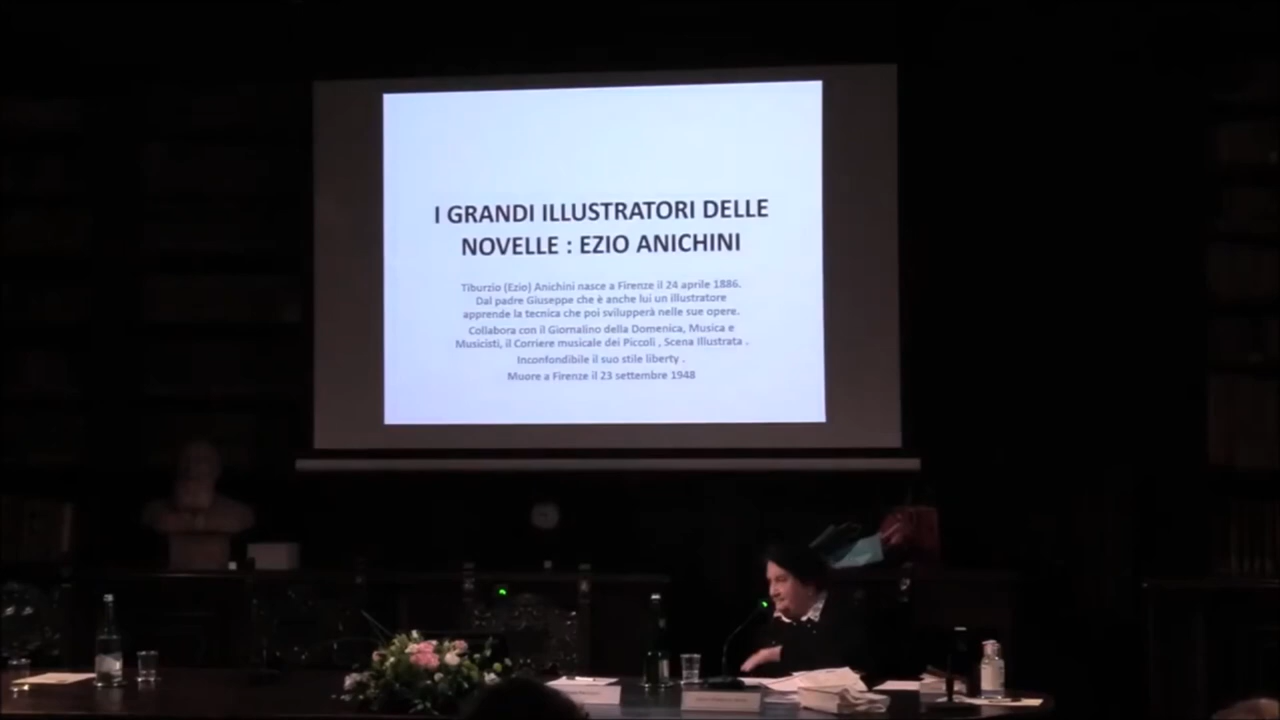 I GRANDI ILLUSTRATORI DELLE
NOVELLE : EZIO ANICHINI
Tiburzio (Ezio) Anichini nasce a Firenze il 24 aprile 1886.
Dal padre Giuseppe che è anche lui un illustratore
apprende la tecnica che poi svilupperà nelle sue opere.
Collabora con il Giornalino della Domenica, Musica e
Musicisti, il Corriere musicale dei Piccoli , Scena Illustrata .
Inconfondibile il suo stile liberty .
Muore a Firenze il 23 settembre 1948